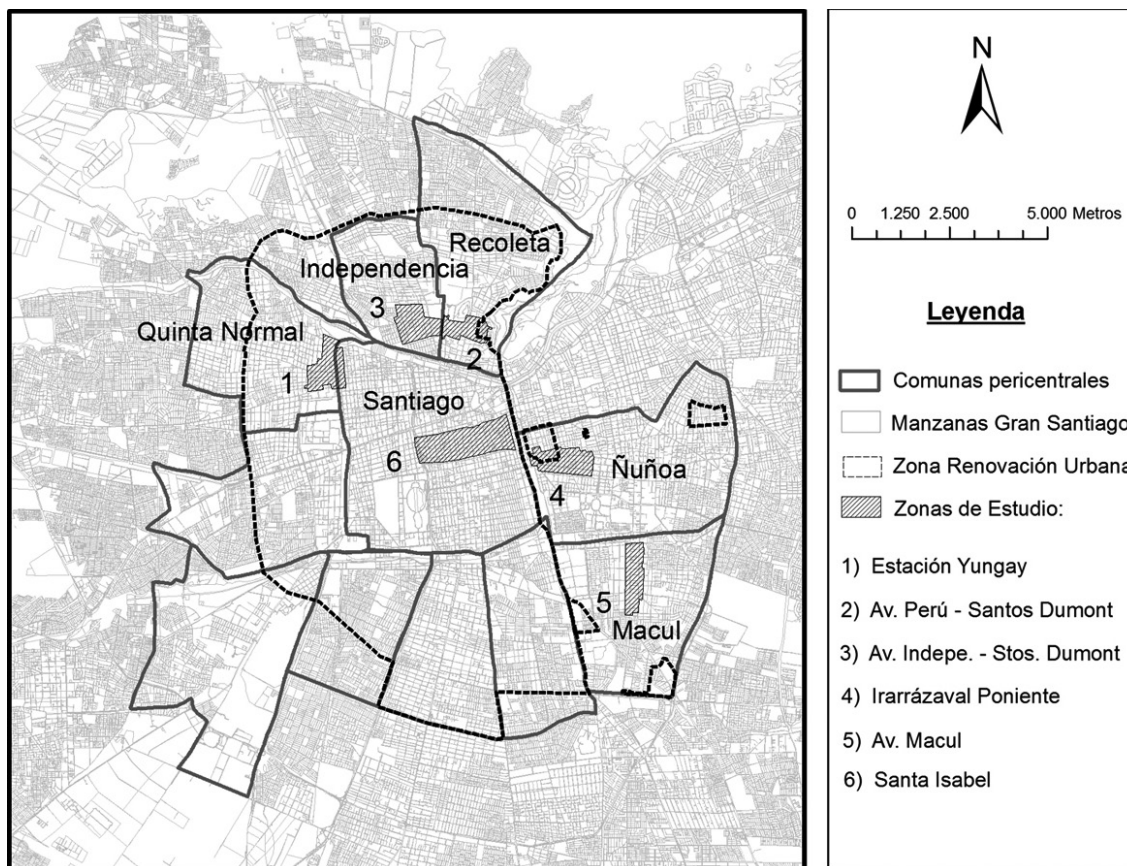 Recoleta
Independencia
3
Quinta Normal
2
1
Santiago
6
Ñuñoa
4
5
Macul
N
0 1.250 2.500 5.000 Metros
Leyenda
Comunas pericentrales
Manzanas Gran Santiago
Zona Renovación Urbana
Zonas de Estudio:
1) Estación Yungay
2) Av. Perú - Santos Dumont
3) Av. Indepe. - Stos. Dumont
4) Irarrázaval Poniente
5) Av. Macul
6) Santa Isabel